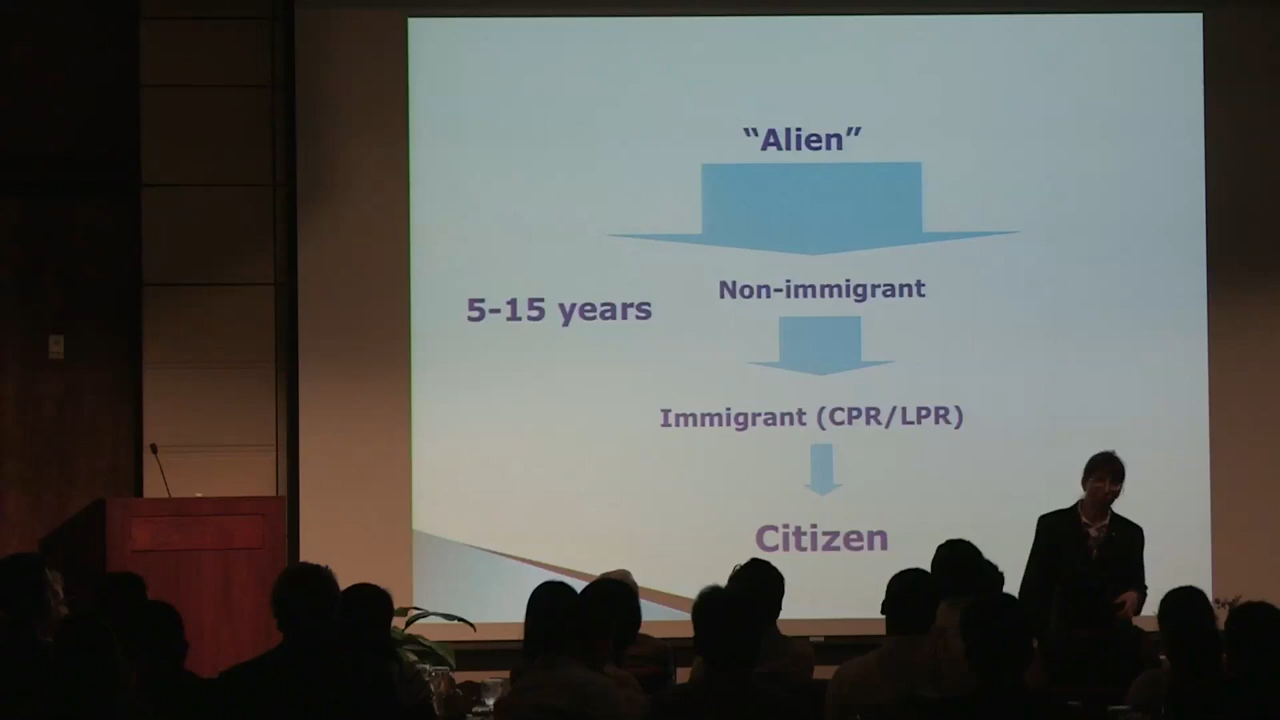 “Alien”
Non-immigrant
5-15 years
Immigrant (CPR/LPR)
Citizen